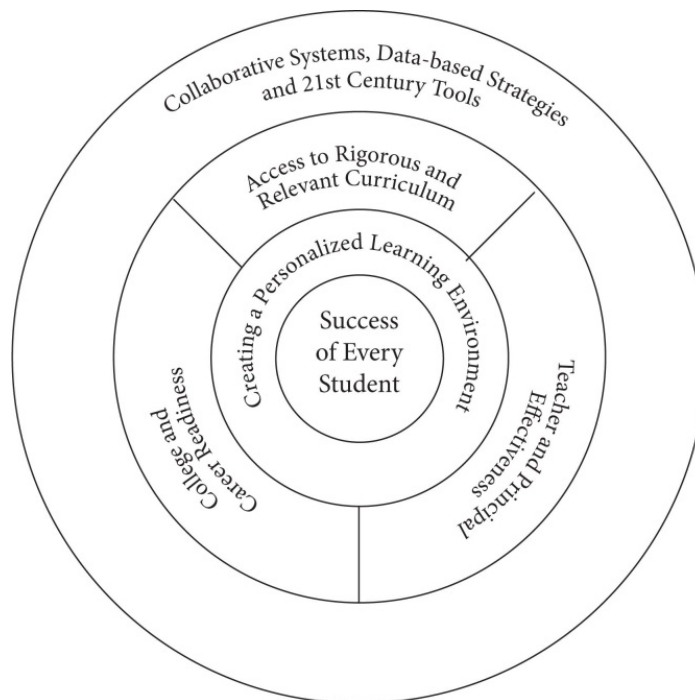 Collaborative Systems, Data-based Strategies
and 21st Century Tools
Access to Rigorous and
Relevant Curriculum
Creating a Personalized Learning Environment
Success
of Every
Student
College and
Career Readiness
Teacher and Principal
Effectiveness